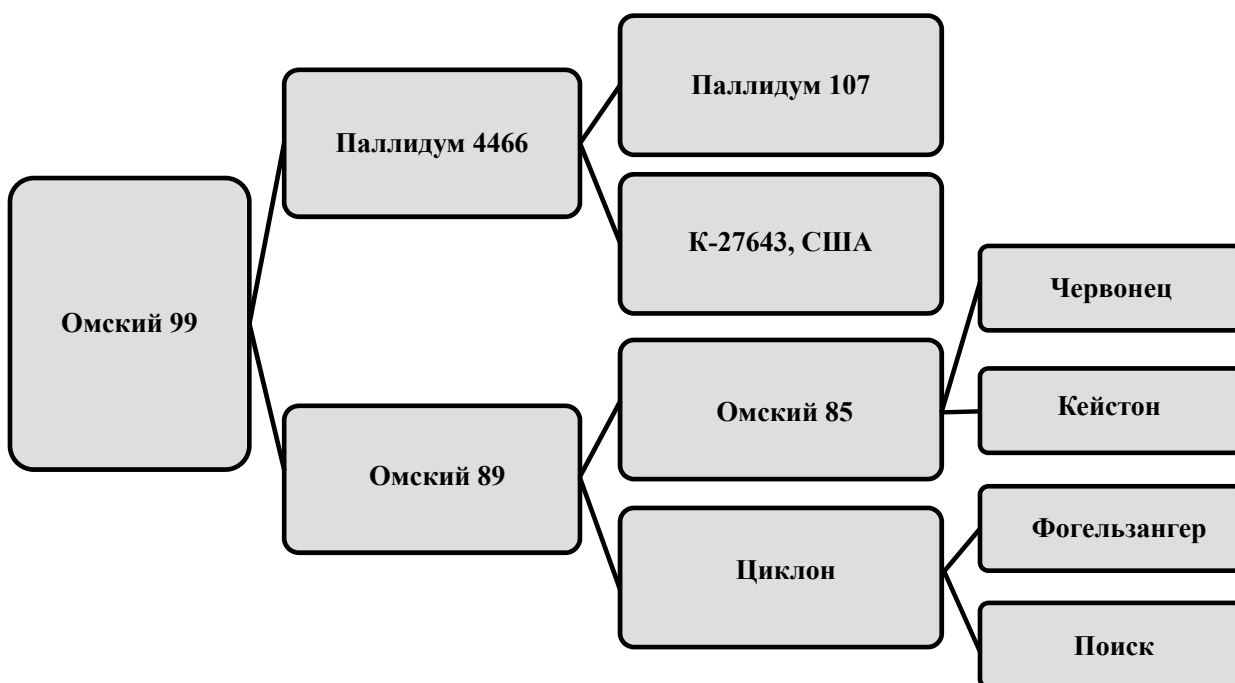 Омский 99
Паллидум 4466
Омский 89
Паллидум 107
К-27643, США
Омский 85
Циклон
Червонец
Кейстон
Фогельзангер
Поиск